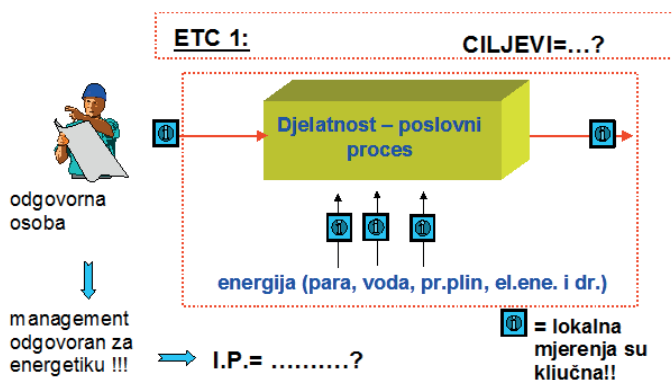 ETC 1:
CILJEVI=...?
Djelatnost – poslovni
proces
odgovorna
osoba
energija (para, voda, pr.plin, el.ene. i dr.)
management
odgovoran za
energetiku !!!
I.P.= ..........?
= lokalna
mjerenja su
ključna!!